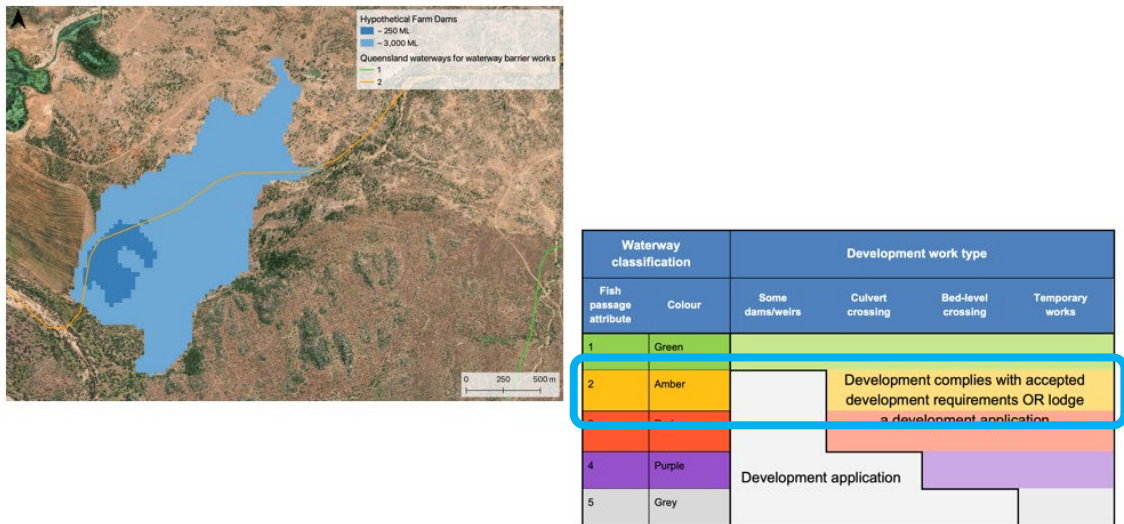 Hypothetical Farm Dams
~ 250 ML
~ 3,000 ML
Queensland waterways for waterway barrier works
1
2
0 250 500 m
Waterway classification
Development work type
Fish passage attribute
Colour
Some dams/weirs
Culvert crossing
Bed-level crossing
Temporary works
1 Green
2 Amber
Development complies with accepted
development requirements OR lodge
a development application
4 Purple
Development application
5 Grey